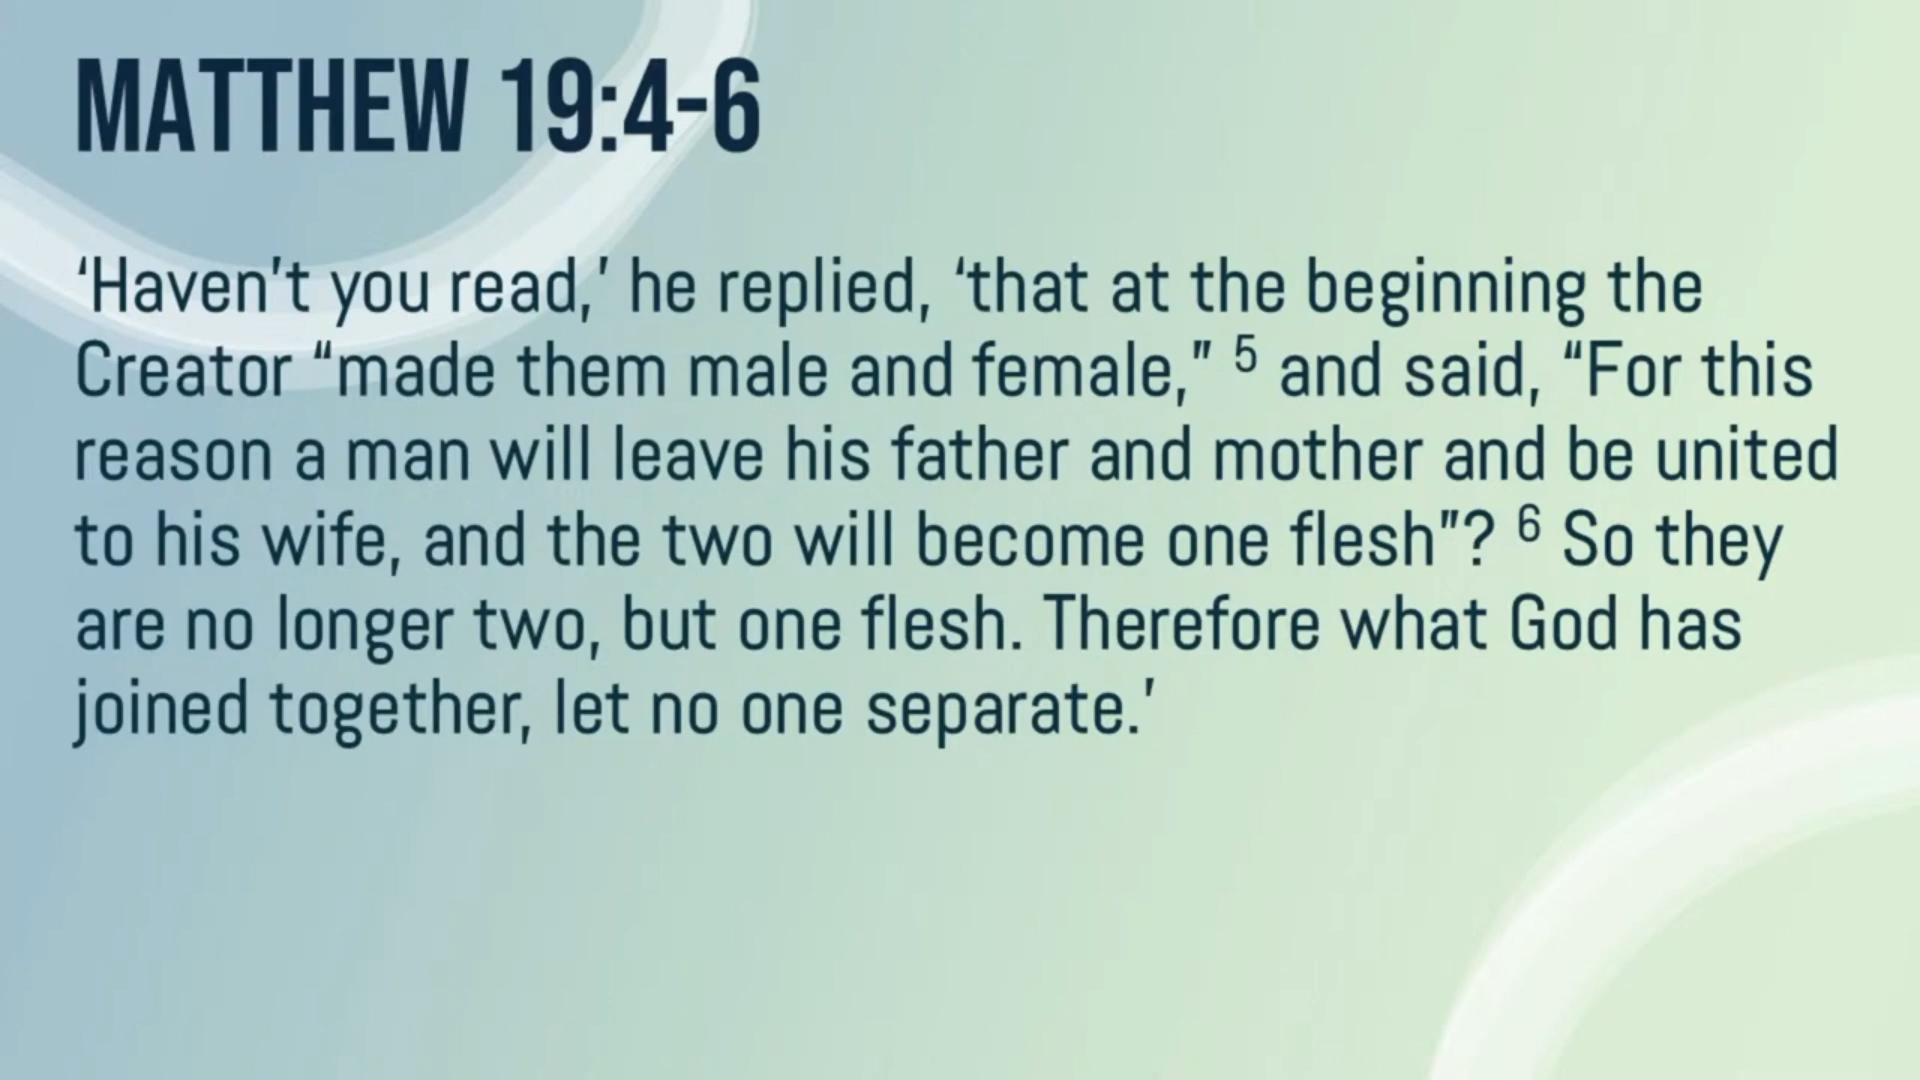 MATTHEW 19:4-6
‘Haven’t you read,’ he replied, ‘that at the beginning the
Creator “made them male and female,” 5 and said, “For this
reason a man will leave his father and mother and be united
to his wife, and the two will become one flesh”? 6 So they
are no longer two, but one flesh. Therefore what God has
joined together, let no one separate.’